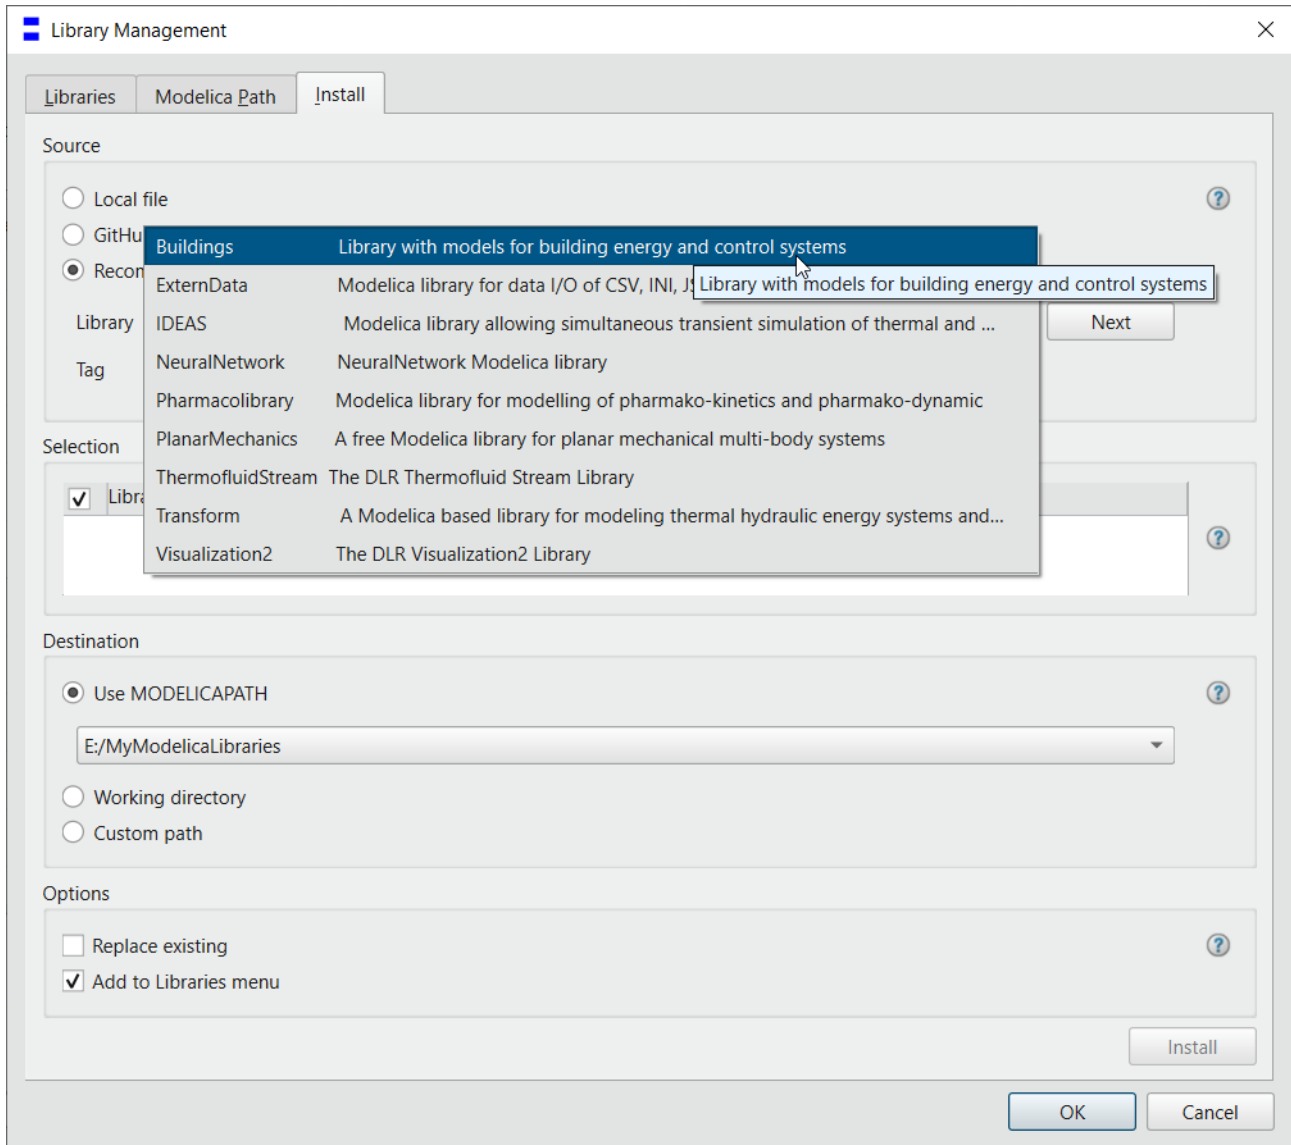 Library Management
Libraries Modelica Path Install
Source
Local file
GitHu
Recon
Buildings Library with models for building energy and control systems
Library with models for building energy and control systems
ExternData Modelica library for data I/O of CSV, INI, JS
Library IDEAS Modelica library allowing simultaneous transient simulation of thermal and ... Next
NeuralNetwork NeuralNetwork Modelica library
Tag
Pharmacolibrary Modelica library for modelling of pharmako-kinetics and pharmako-dynamic
PlanarMechanics A free Modelica library for planar mechanical multi-body systems
Selection
ThermofluidStream The DLR Thermofluid Stream Library
Libra
Transform A Modelica based library for modeling thermal hydraulic energy systems and...
Visualization2 The DLR Visualization2 Library
Destination
Use MODELICAPATH
E:/MyModelicaLibraries
Working directory
Custom path
Options
Replace existing
Add to Libraries menu
Install
OK Cancel